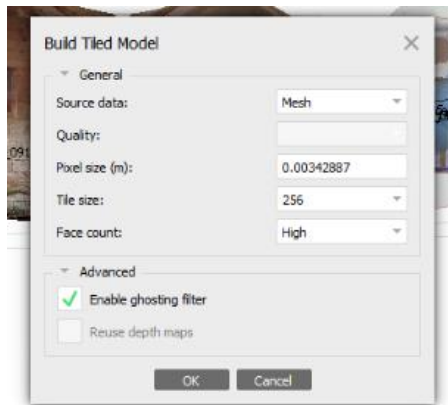 Build Tiled Model
General
Source data: Mesh
Quality:
Pixel size (m): 0.00342887
Tile size: 256
Face count: High
Advanced
Enable ghosting filter
Reuse depth maps
OK Cancel
_091